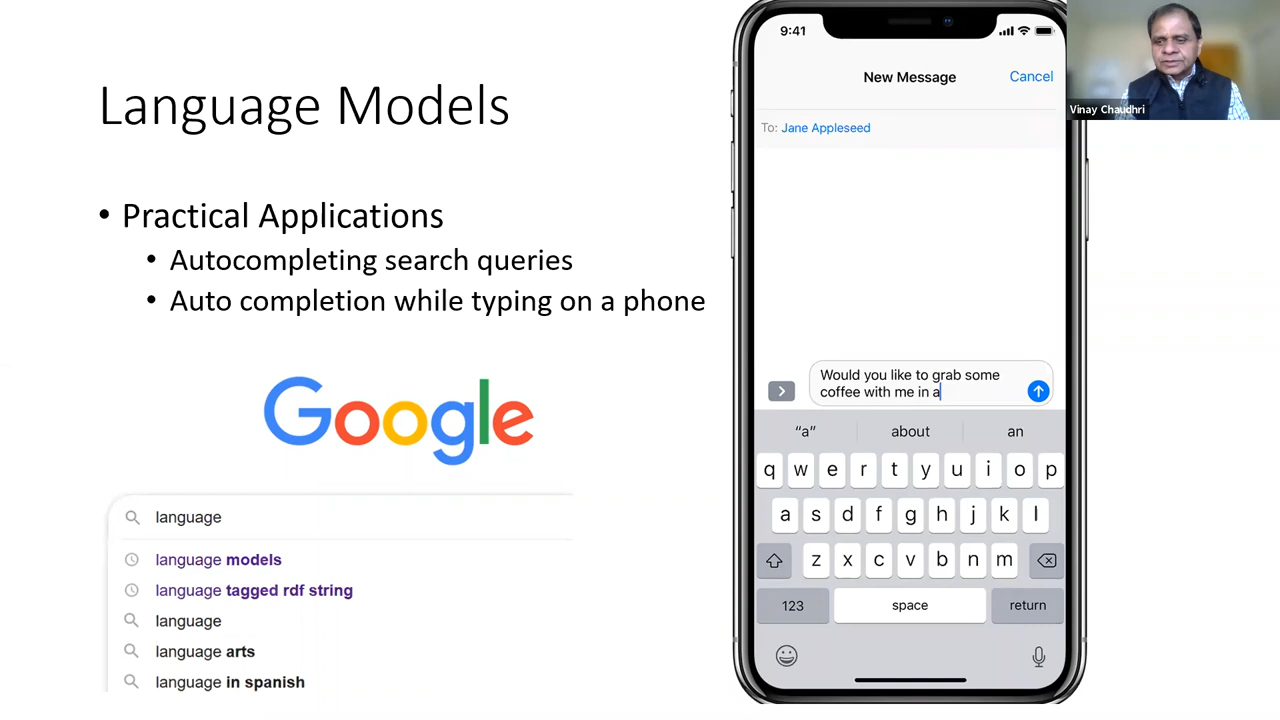 Language Models
• Practical Applications
• Autocompleting search queries
• Auto completion while typing on a phone
Google
language
language models
language tagged rdf string
language
language arts
language in spanish
9:41
New Message
Cancel
To: Jane Appleseed
Would you like to grab some
coffee with me in a
“a” about an
q w e r t y u i o p
a s d f g h j k l
z x c v b n m
123 space return
Vinay Chaudhri